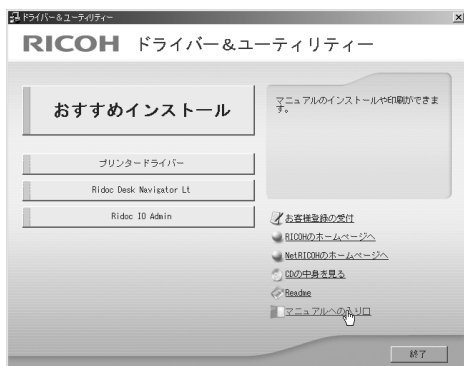 ドライバー&ユーティリティー
RICOH ドライバー&ユーティリティー
おすすめインストール
マニュアルのインストールや印刷ができま
す。
プリンタードライバー
Ridoc Desk Navigator Lt
Ridoc IO Admin
お客様登録の受付
RICOHのホームページへ
NetRICOHのホームページへ
CDの中身を見る
Readme
マニュアルへの入り口
終了